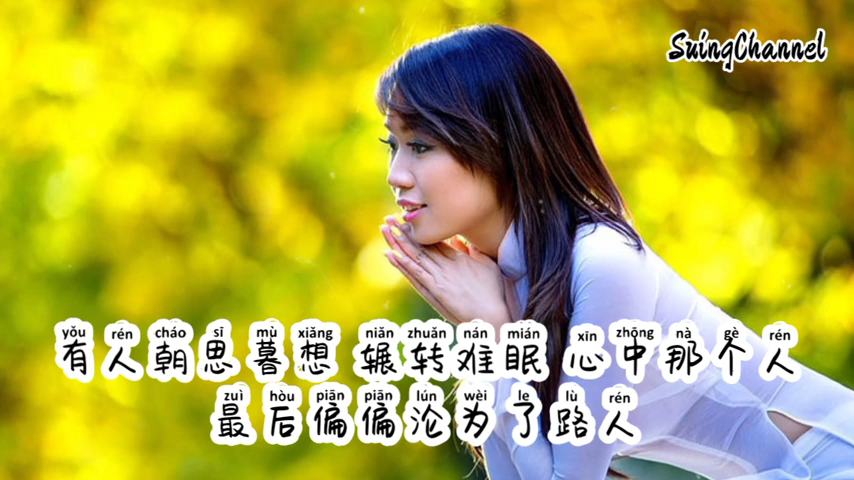 SuingChannel
yǒu rén cháo sī mù xiǎng niǎn zhuǎn nán mián xīn zhōng nà gè rén
有人朝思暮想 辗转难眠 心中那个人
zuì hòu piān piān lún wèi le lù rén
最后偏偏沦为了路人